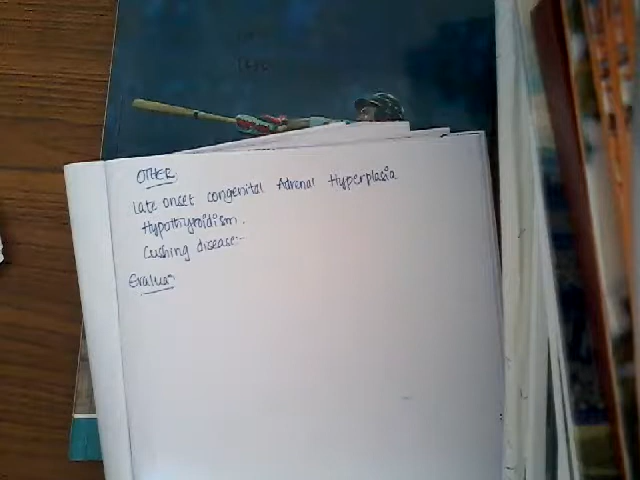 OTHER
Late onset congenital Adrenal Hyperplasia
Hypothyroidism.
Cushing disease:-
Evalua: